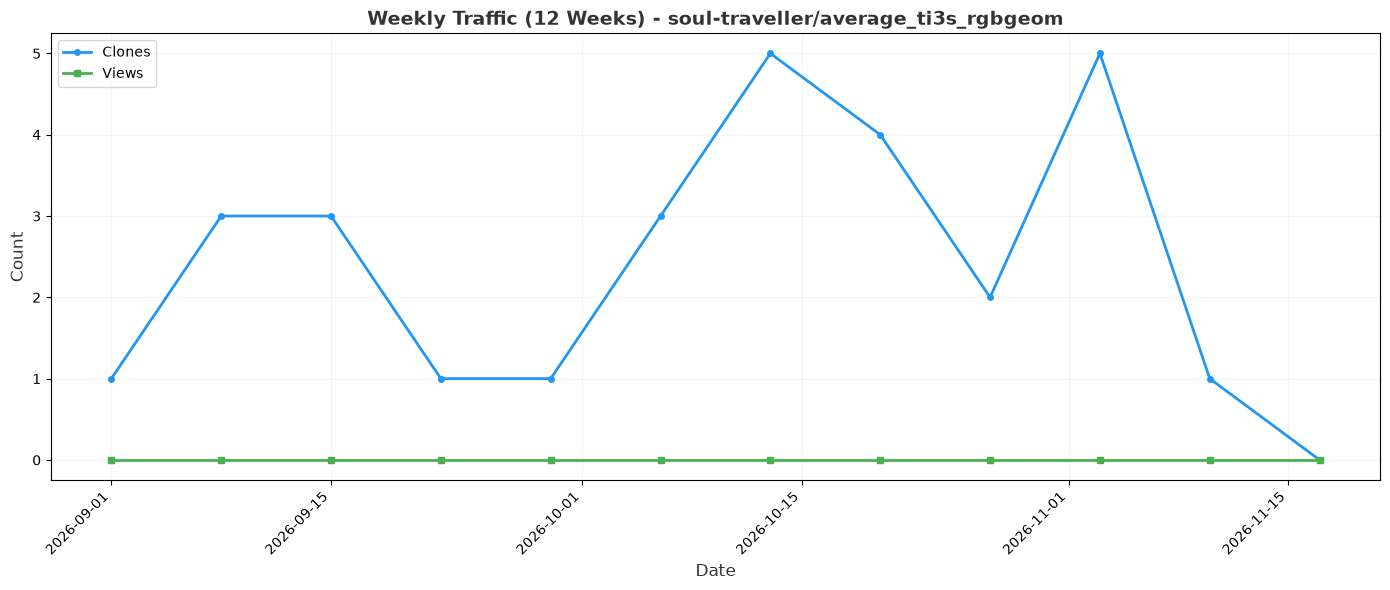 Weekly Traffic (12 Weeks) - soul-traveller/average_ti3s_rgbgeom
Clones
Views
Count
5
4
3
2
1
0
2026-09-01
2026-09-15
2026-10-01
2026-10-15
2026-11-01
2026-11-15
Date